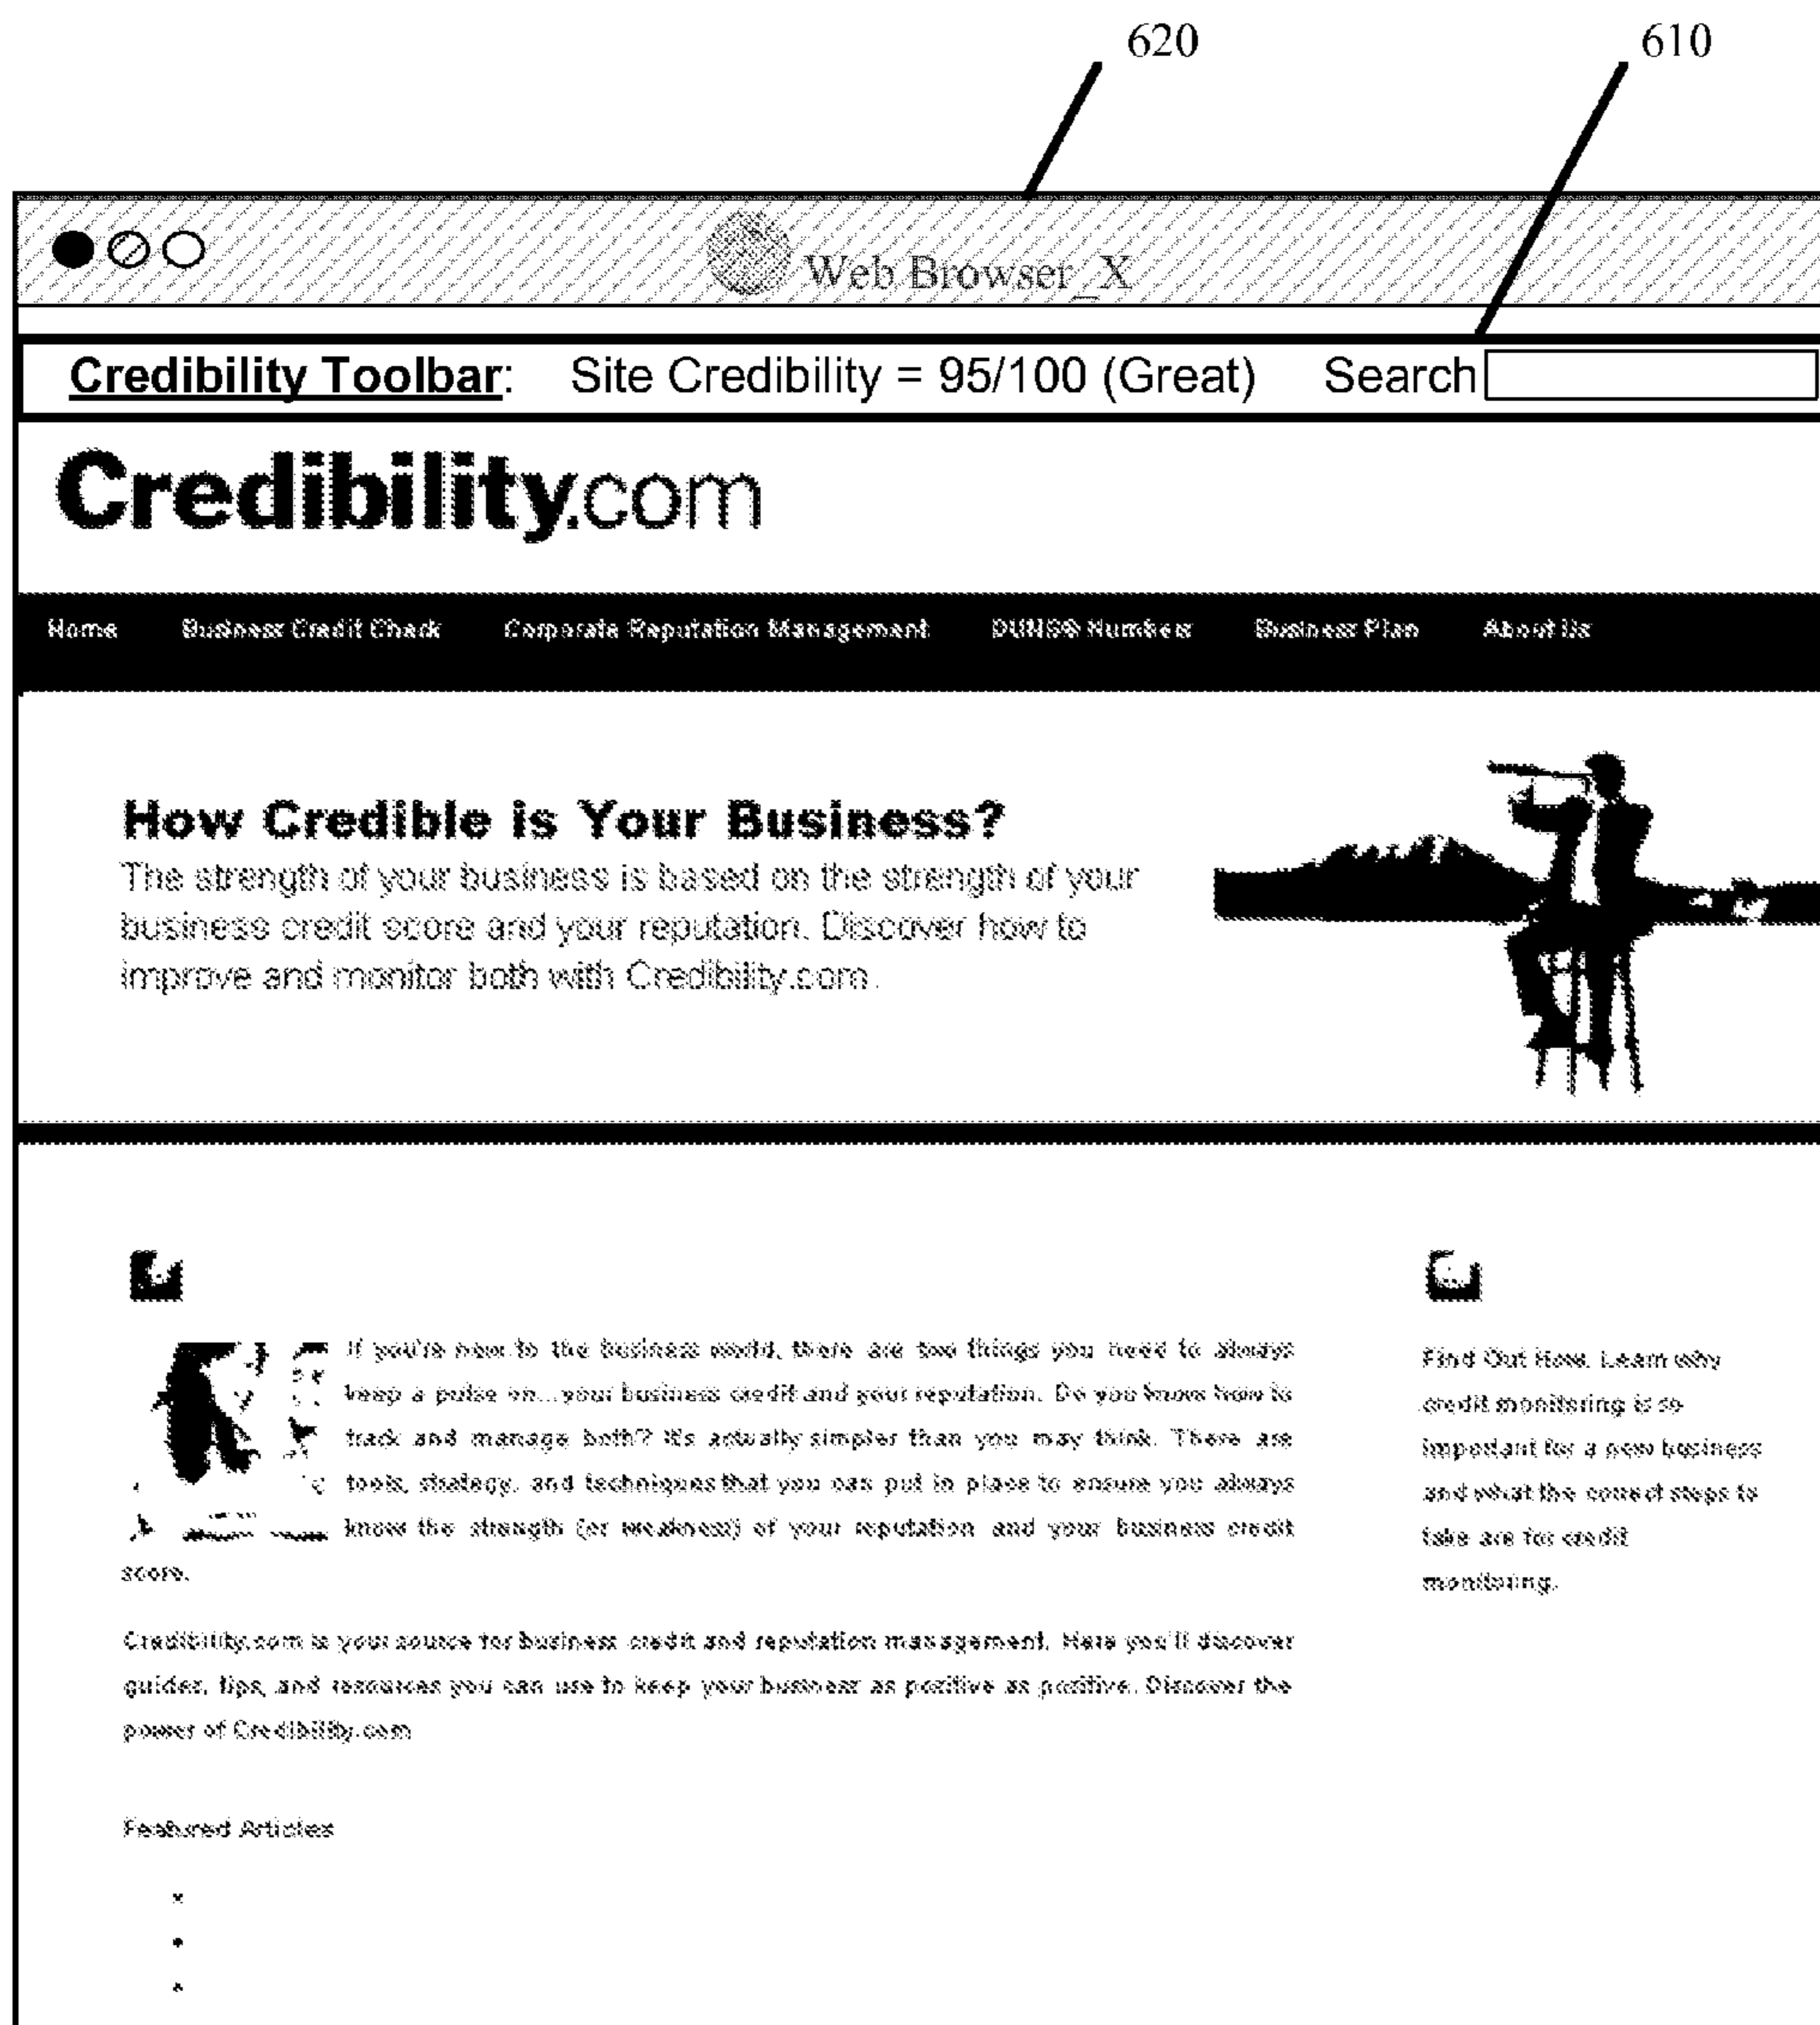 620 610
Web Browser_X
Credibility Toolbar: Site Credibility = 95/100 (Great) Search
Credibility.com
Home Business Credit Check Corporate Reputation Management DUNS® Numbers Business Plan About Us
How Credible is Your Business?
The strength of your business is based on the strength of your
business credit score and your reputation. Discover how to
improve and monitor both with Credibility.com.
If you're new to the business world, there are two things you need to always
keep a pulse on...your business credit and your reputation. Do you know how to
track and manage both? It's actually simpler than you may think. There are
tools, strategy, and techniques that you can put in place to ensure you always
know the strength (or weakness) of your reputation and your business credit
score.
Find Out How. Learn why
credit monitoring is so
important for a new business
and what the correct steps to
take are for credit
monitoring.
Credibility.com is your source for business credit and reputation management. Here you'll discover
guides, tips, and resources you can use to keep your business as positive as positive. Discover the
power of Credibility.com
Featured Articles